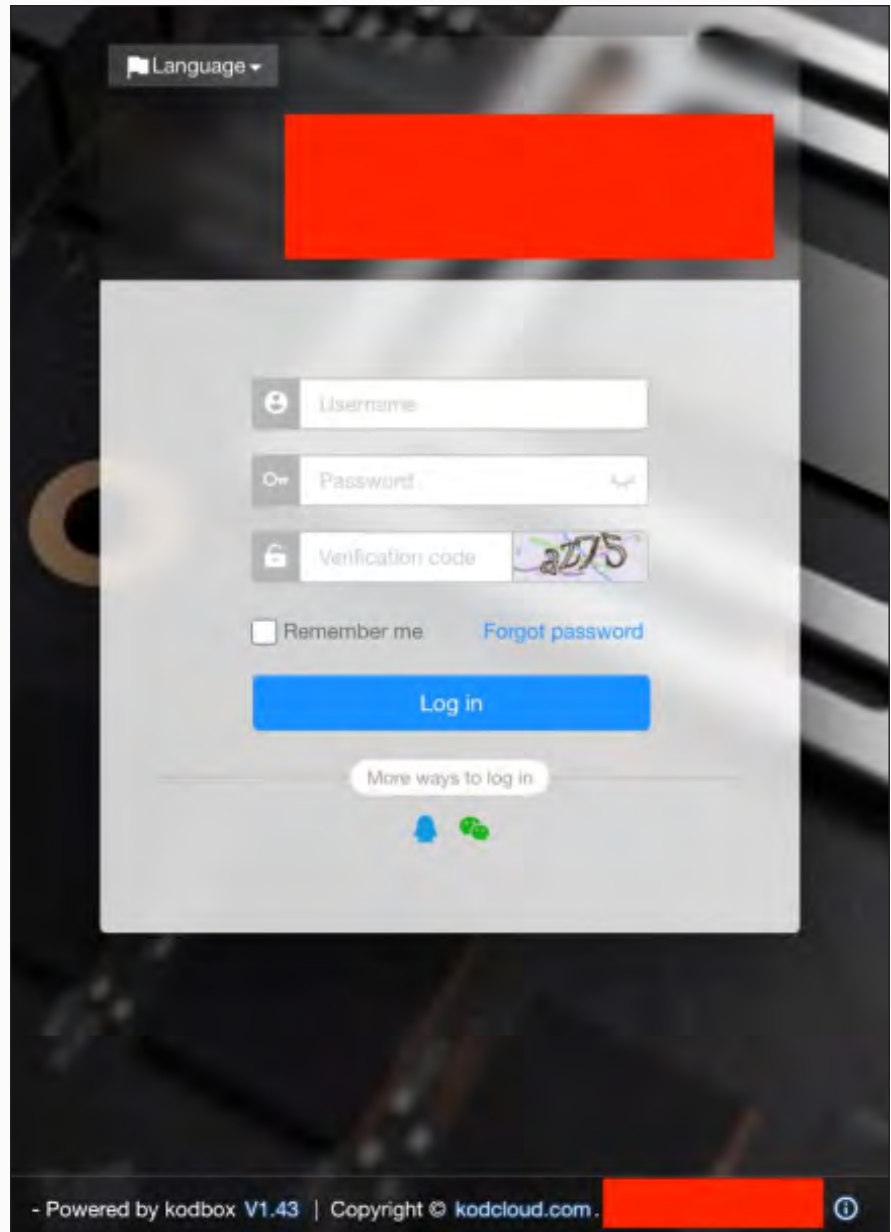 Language
Username
Password
Verification code
aZ75
Remember me Forgot password
Log in
More ways to log in
- Powered by kodbox V1.43 | Copyright © kodcloud.com.